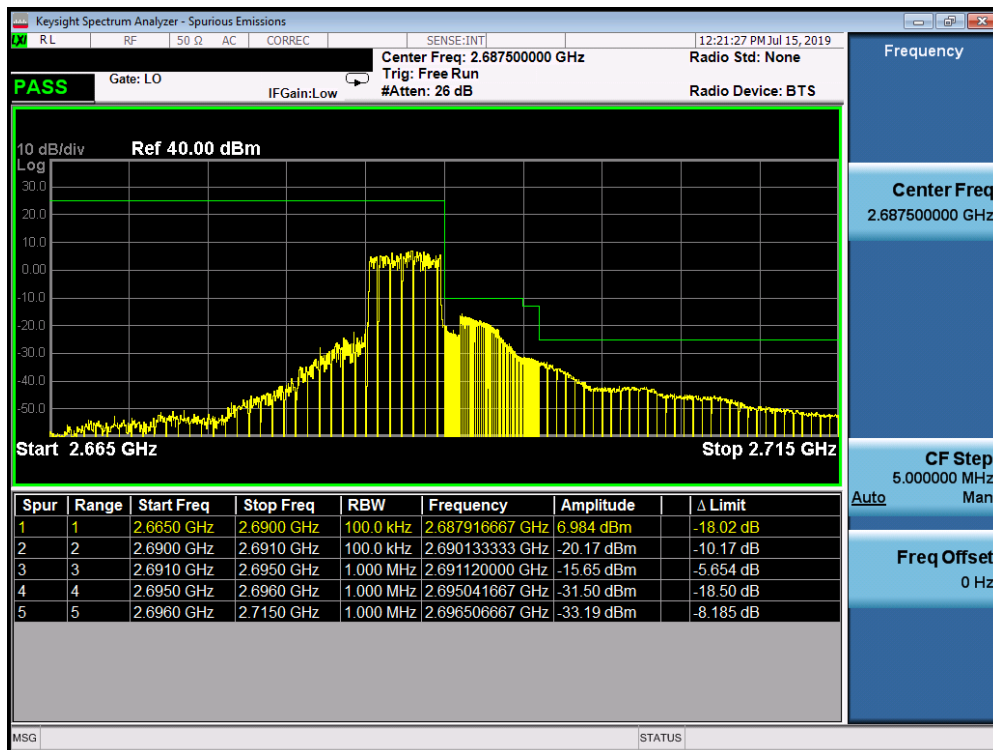 Keysight Spectrum Analyzer - Spurious Emissions
LXI RL RF 50 Ω AC CORREC SENSE:INT 12:21:27 PM Jul 15, 2019
Center Freq: 2.687500000 GHz Radio Std: None
Frequency
PASS Gate: LO Trig: Free Run
IFGain:Low #Atten: 26 dB Radio Device: BTS
10 dB/div Ref 40.00 dBm
Log
30.0
20.0
10.0
0.00
-10.0
-20.0
-30.0
-40.0
-50.0
Start 2.665 GHz Stop 2.715 GHz
Center Freq
2.687500000 GHz
CF Step
5.000000 MHz
Auto Man
Freq Offset
0 Hz
Spur Range Start Freq Stop Freq RBW Frequency Amplitude Δ Limit
1 1 2.6650 GHz 2.6900 GHz 100.0 kHz 2.687916667 GHz 6.984 dBm -18.02 dB
2 2 2.6900 GHz 2.6910 GHz 100.0 kHz 2.690133333 GHz -20.17 dBm -10.17 dB
3 3 2.6910 GHz 2.6950 GHz 1.000 MHz 2.691120000 GHz -15.65 dBm -5.654 dB
4 4 2.6950 GHz 2.6960 GHz 1.000 MHz 2.695041667 GHz -31.50 dBm -18.50 dB
5 5 2.6960 GHz 2.7150 GHz 1.000 MHz 2.696506667 GHz -33.19 dBm -8.185 dB
MSG STATUS